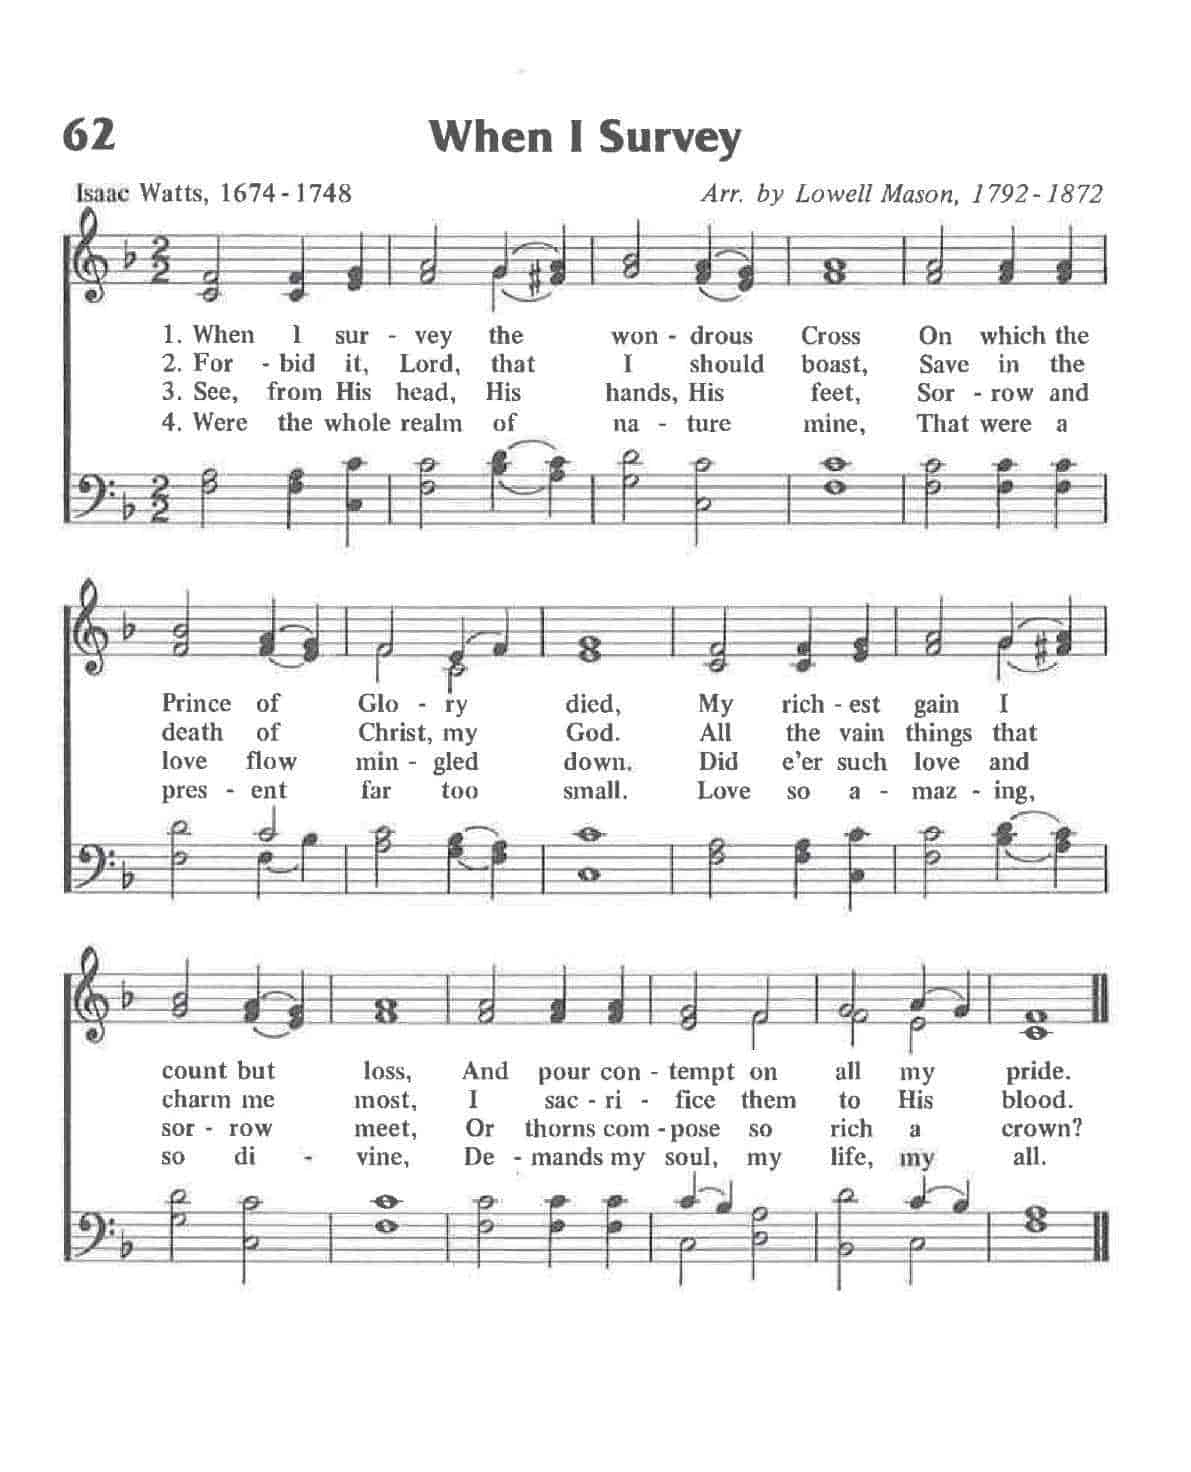 62 When I Survey
Isaac Watts, 1674-1748 Arr. by Lowell Mason, 1792-1872
1. When I sur - vey the won - drous Cross On which the
2. For - bid it, Lord, that I should boast, Save in the
3. See, from His head, His hands, His feet, Sor - row and
4. Were the whole realm of na - ture mine, That were a
Prince of Glo - ry died, My rich - est gain I
death of Christ, my God. All the vain things that
love flow min - gled down. Did e'er such love and
pres - ent far too small. Love so a - maz - ing,
count but loss, And pour con - tempt on all my pride.
charm me most, I sac - ri - fice them to His blood.
sor - row meet, Or thorns com - pose so rich a crown?
so di - vine, De - mands my soul, my life, my all.